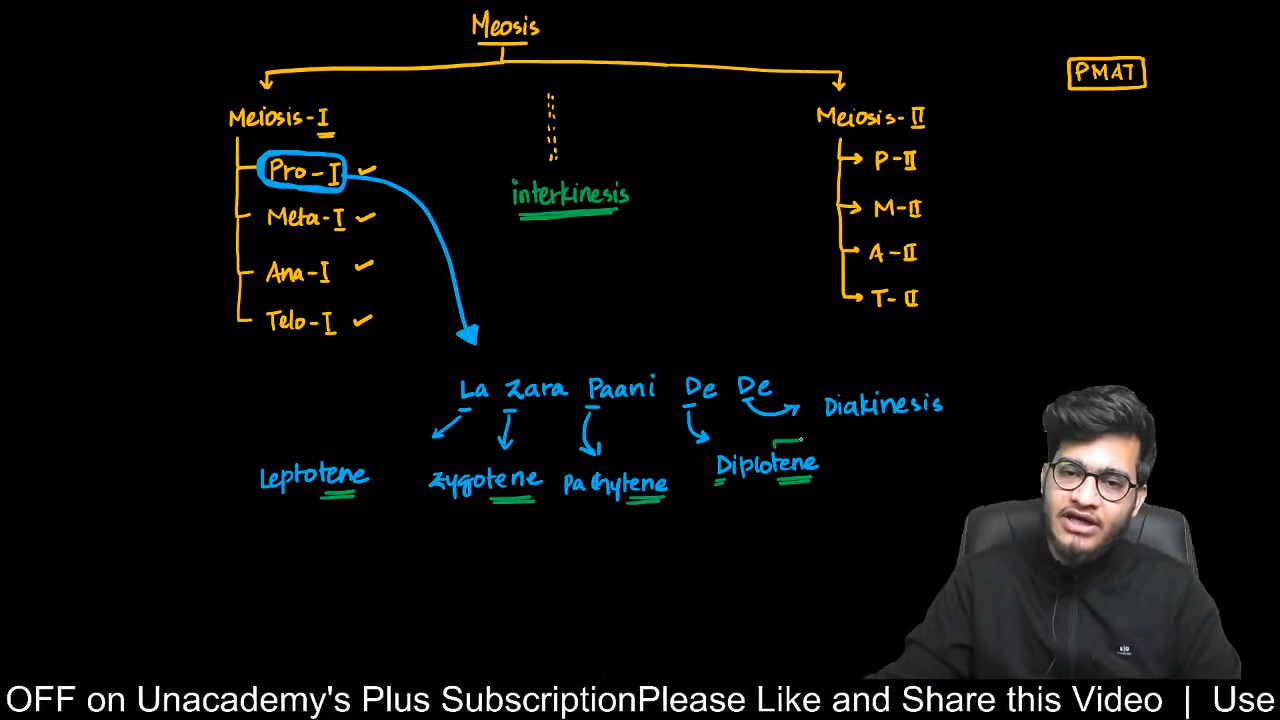 Meosis
PMAT
Meiosis-I
Meiosis-II
Pro-I
P-II
interkinesis
Meta-I
M-II
Ana-I
A-II
Telo-I
T-II
La Zara Paani De De
Diakinesis
Leptotene
Zygotene
Pachytene
Diplotene
OFF on Unacademy's Plus SubscriptionPlease Like and Share this Video | Use